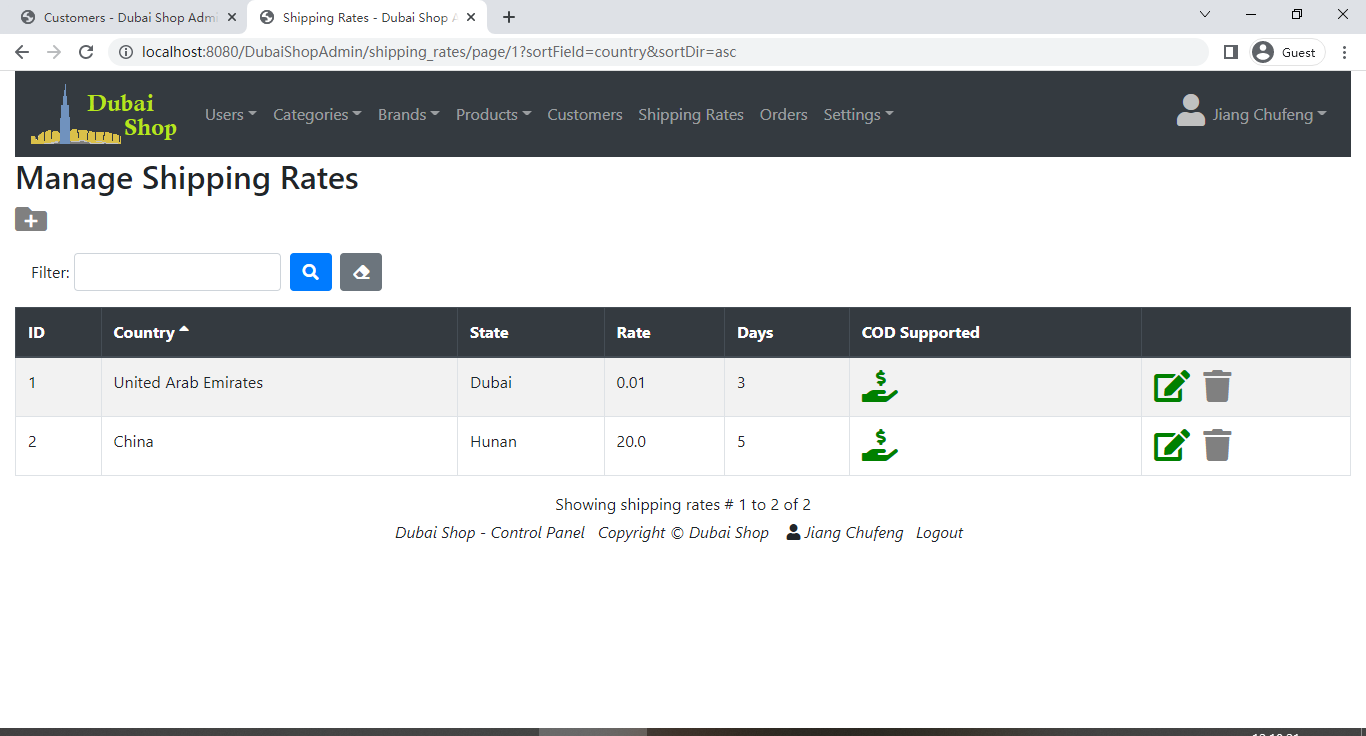 Customers - Dubai Shop Adm
Shipping Rates - Dubai Shop A
localhost:8080/DubaiShopAdmin/shipping_rates/page/1?sortField=country&sortDir=asc
Guest
Dubai Shop
Users Categories Brands Products Customers Shipping Rates Orders Settings Jiang Chufeng
Manage Shipping Rates
Filter:
ID Country State Rate Days COD Supported
1 United Arab Emirates Dubai 0.01 3
2 China Hunan 20.0 5
Showing shipping rates # 1 to 2 of 2
Dubai Shop - Control Panel Copyright © Dubai Shop Jiang Chufeng Logout